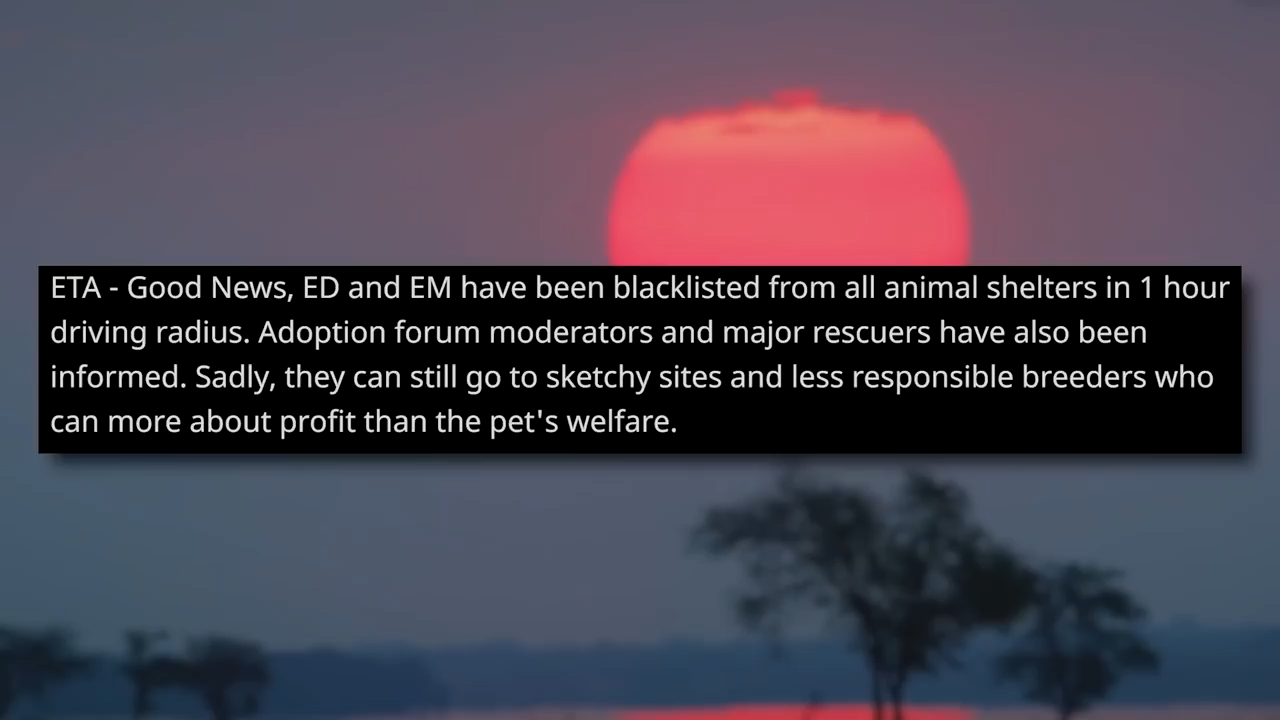 ETA - Good News, ED and EM have been blacklisted from all animal shelters in 1 hour
driving radius. Adoption forum moderators and major rescuers have also been
informed. Sadly, they can still go to sketchy sites and less responsible breeders who
can more about profit than the pet's welfare.